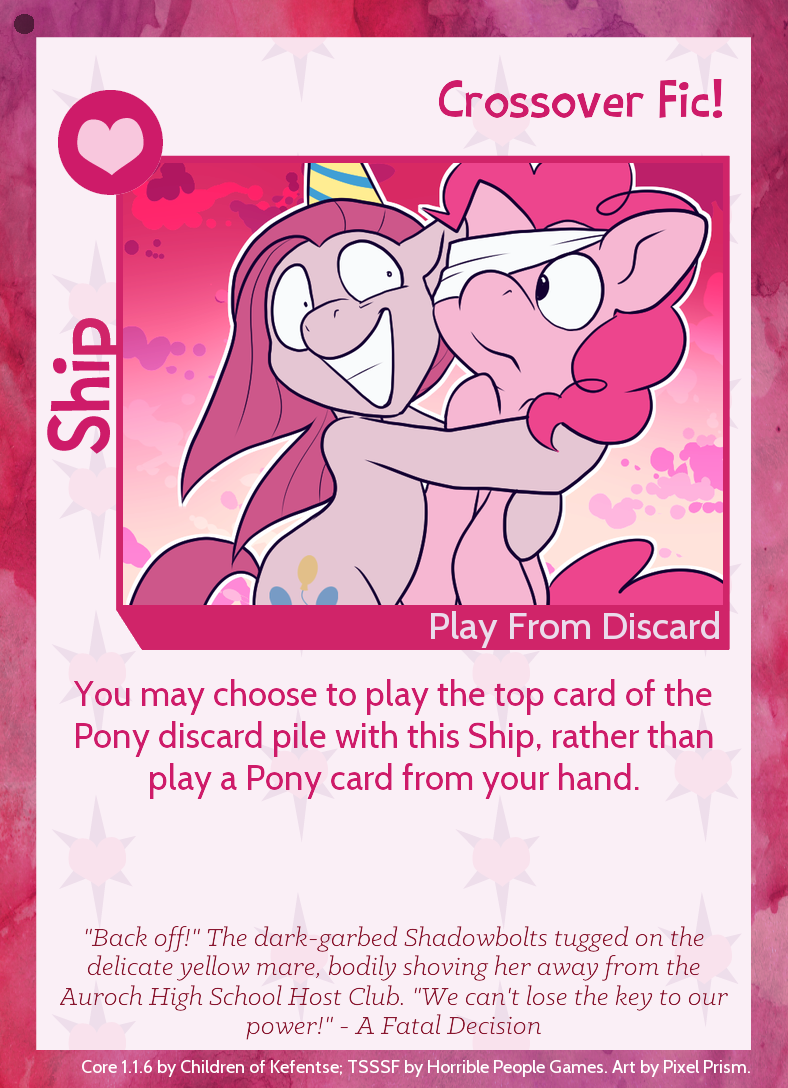 Crossover Fic!
Ship
Play From Discard
You may choose to play the top card of the
Pony discard pile with this Ship, rather than
play a Pony card from your hand.
"Back off!" The dark-garbed Shadowbolts tugged on the
delicate yellow mare, bodily shoving her away from the
Auroch High School Host Club. "We can't lose the key to our
power!" - A Fatal Decision
Core 1.1.6 by Children of Kefentse; TSSSF by Horrible People Games. Art by Pixel Prism.